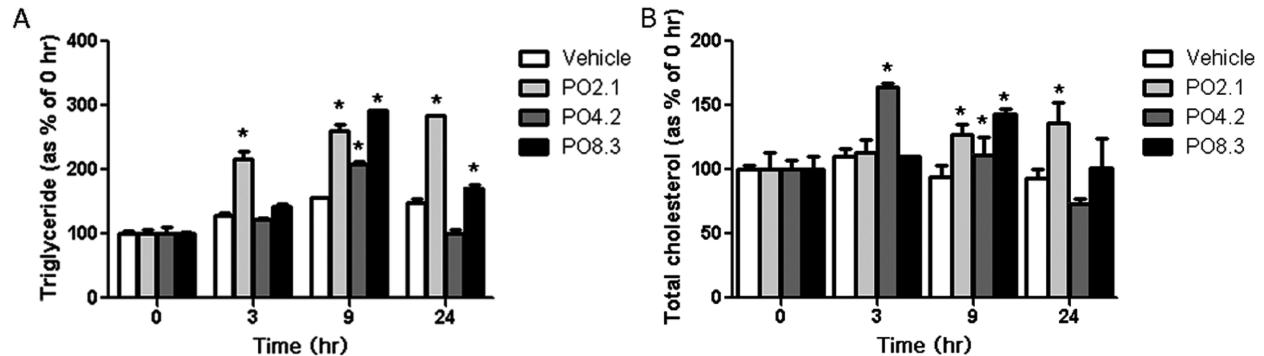 A
Triglyceride (as % of 0 hr)
400
300
200
100
0
*
*
*
*
*
*
0
3
9
24
Time (hr)
Vehicle
PO2.1
PO4.2
PO8.3
B
Total cholesterol (as % of 0 hr)
200
150
100
50
0
*
*
*
*
*
0
3
9
24
Time (hr)
Vehicle
PO2.1
PO4.2
PO8.3